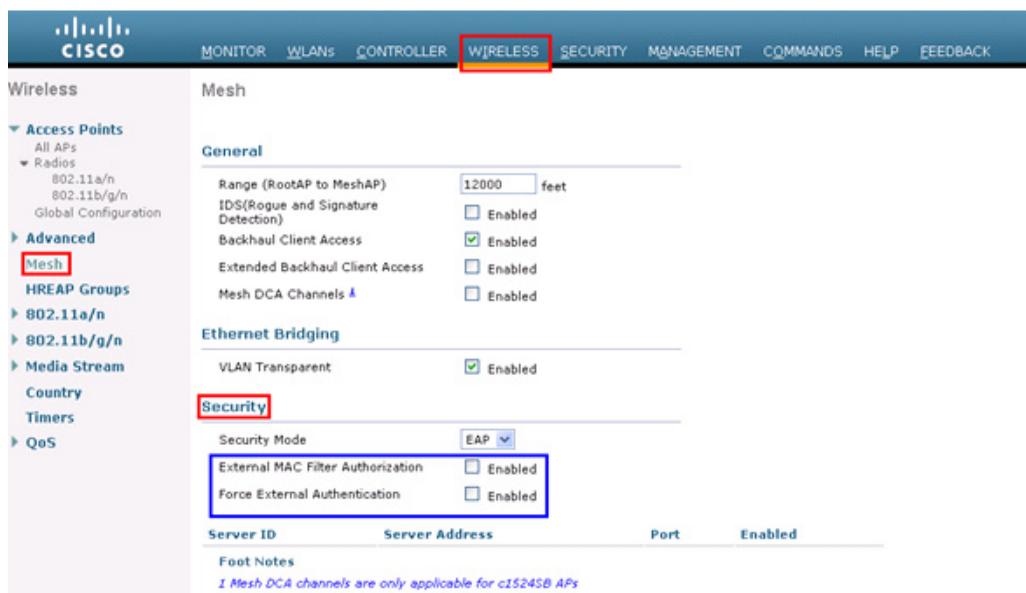 CISCO
MONITOR WLANs CONTROLLER WIRELESS SECURITY MANAGEMENT COMMANDS HELP FEEDBACK
Wireless
Access Points
All APs
Radios
802.11a/n
802.11b/g/n
Global Configuration
Advanced
Mesh
HREAP Groups
802.11a/n
802.11b/g/n
Media Stream
Country
Timers
QoS
Mesh
General
Range (RootAP to MeshAP) 12000 feet
IDS(Rogue and Signature
Detection) Enabled
Backhaul Client Access Enabled
Extended Backhaul Client Access Enabled
Mesh DCA Channels 1 Enabled
Ethernet Bridging
VLAN Transparent Enabled
Security
Security Mode EAP
External MAC Filter Authorization Enabled
Force External Authentication Enabled
Server ID Server Address Port Enabled
Foot Notes
1 Mesh DCA channels are only applicable for c1524SB APs